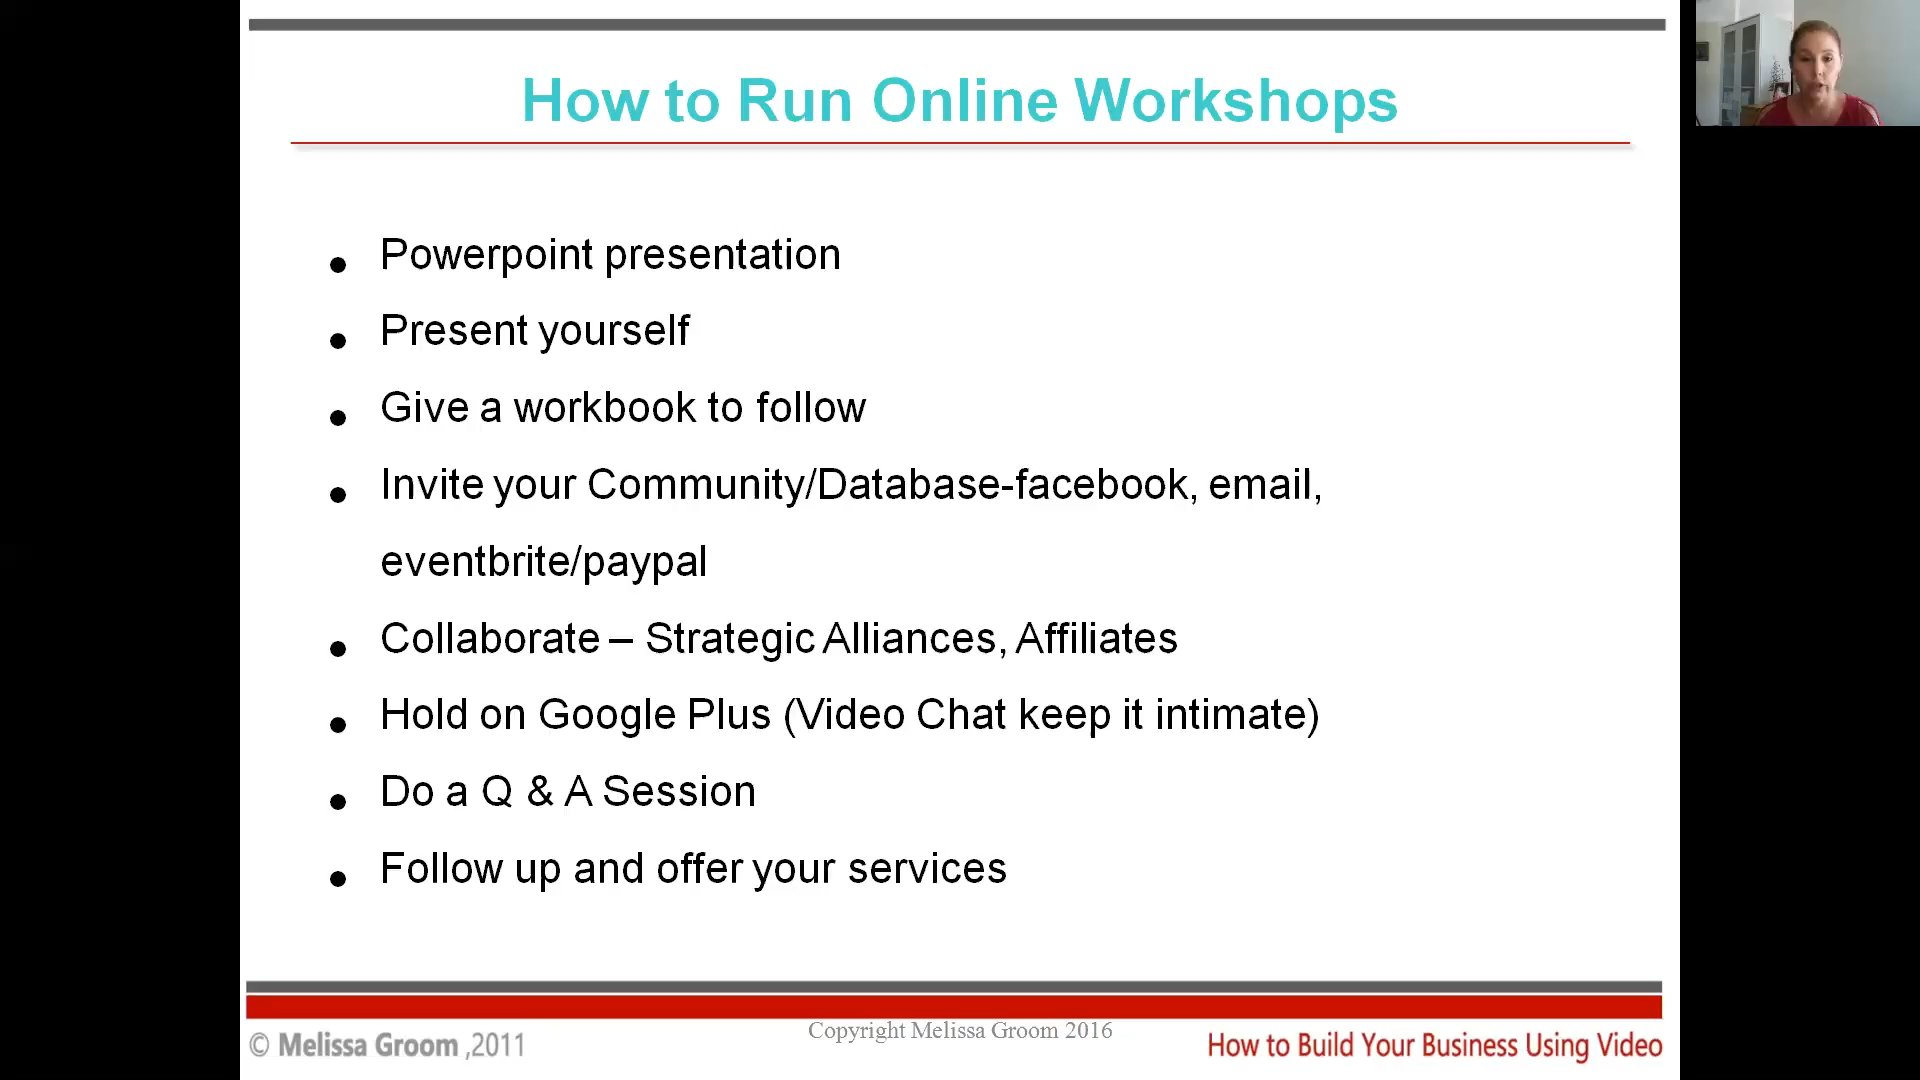 How to Run Online Workshops
Powerpoint presentation
Present yourself
Give a workbook to follow
Invite your Community/Database-facebook, email,
eventbrite/paypal
Collaborate – Strategic Alliances, Affiliates
Hold on Google Plus (Video Chat keep it intimate)
Do a Q & A Session
Follow up and offer your services
© Melissa Groom ,2011
Copyright Melissa Groom 2016
How to Build Your Business Using Video